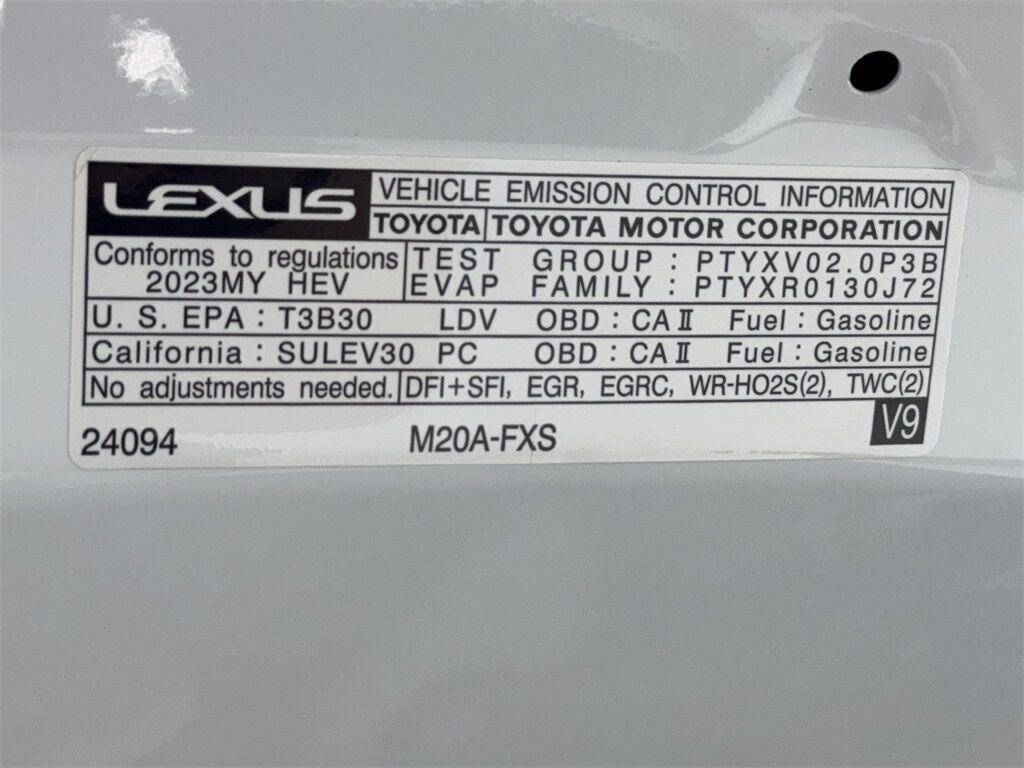 LEXUS VEHICLE EMISSION CONTROL INFORMATION
TOYOTA TOYOTA MOTOR CORPORATION
Conforms to regulations TEST GROUP : PTYXV02.0P3B
2023MY HEV EVAP FAMILY : PTYXR0130J72
U. S. EPA : T3B30 LDV OBD : CA II Fuel : Gasoline
California : SULEV30 PC OBD : CA II Fuel : Gasoline
No adjustments needed. DFI+SFI, EGR, EGRC, WR-HO2S(2), TWC(2)
24094 M20A-FXS V9